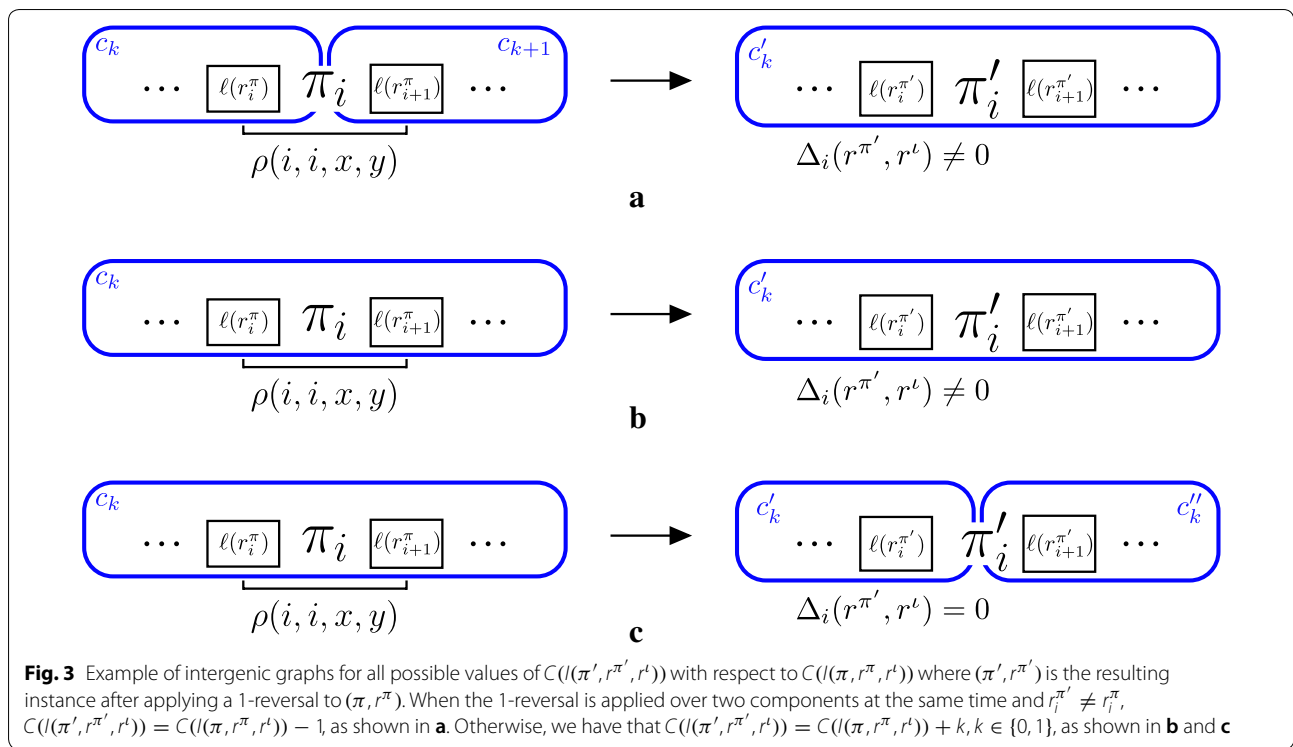 c_k c_{k+1} c'_k
⋯ ℓ(r_i^π) π_i ℓ(r_{i+1}^π) ⋯ ⋯ ℓ(r_i^{π'}) π'_i ℓ(r_{i+1}^{π'}) ⋯
ρ(i, i, x, y) Δ_i(r^{π'}, r^ι) ≠ 0
a
c_k c'_k
⋯ ℓ(r_i^π) π_i ℓ(r_{i+1}^π) ⋯ ⋯ ℓ(r_i^{π'}) π'_i ℓ(r_{i+1}^{π'}) ⋯
ρ(i, i, x, y) Δ_i(r^{π'}, r^ι) ≠ 0
b
c_k c'_k c''_k
⋯ ℓ(r_i^π) π_i ℓ(r_{i+1}^π) ⋯ ⋯ ℓ(r_i^{π'}) π'_i ℓ(r_{i+1}^{π'}) ⋯
ρ(i, i, x, y) Δ_i(r^{π'}, r^ι) = 0
c
Fig. 3 Example of intergenic graphs for all possible values of C(I(π', r^{π'}, r^ι)) with respect to C(I(π, r^π, r^ι)) where (π', r^{π'}) is the resulting
instance after applying a 1-reversal to (π, r^π). When the 1-reversal is applied over two components at the same time and r_i^{π'} ≠ r_i^π,
C(I(π', r^{π'}, r^ι)) = C(I(π, r^π, r^ι)) − 1, as shown in a. Otherwise, we have that C(I(π', r^{π'}, r^ι)) = C(I(π, r^π, r^ι)) + k, k ∈ {0, 1}, as shown in b and c